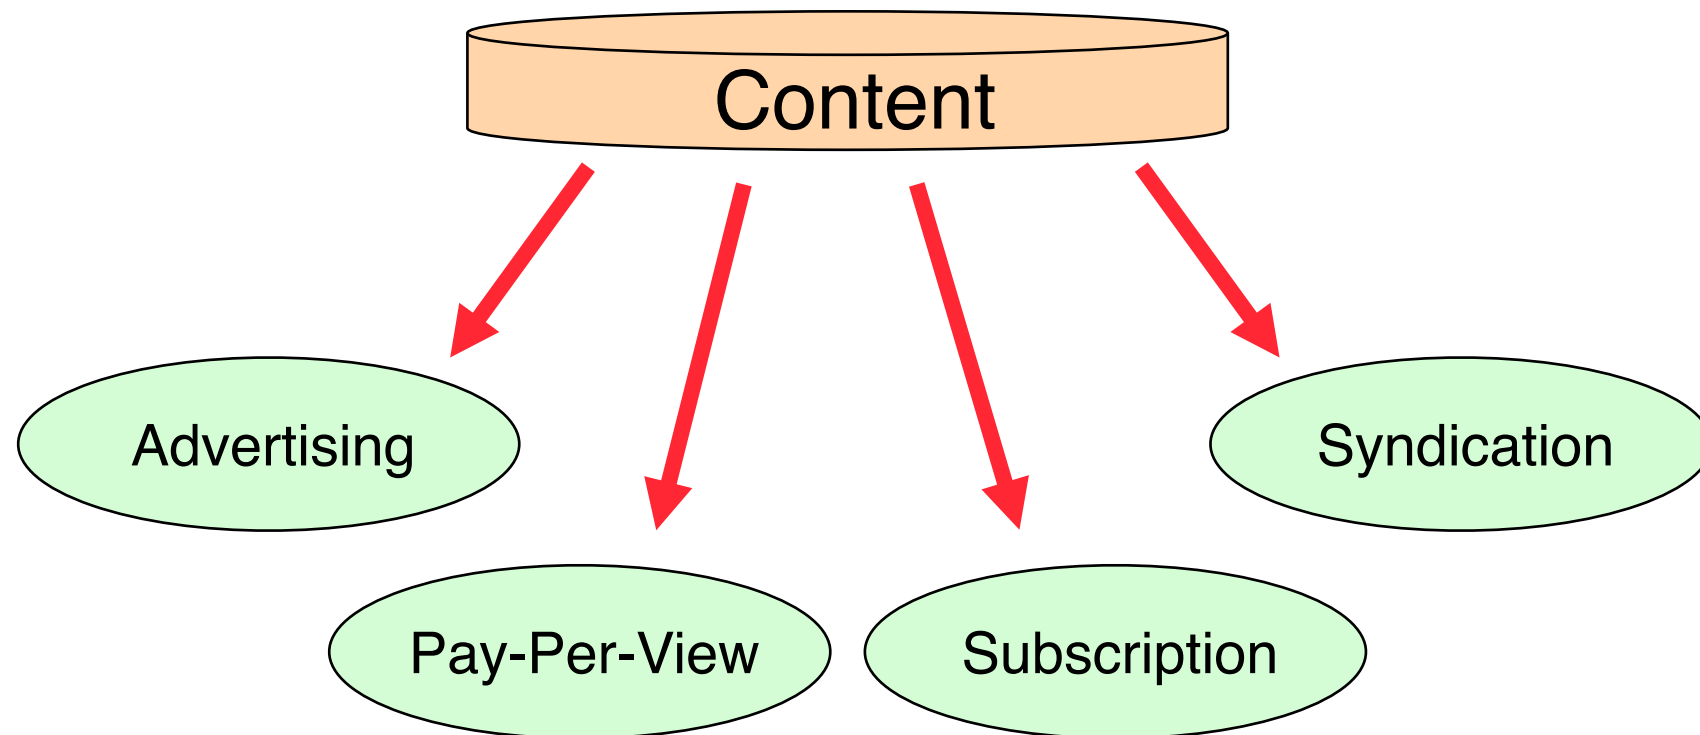 Content
Advertising
Syndication
Pay-Per-View
Subscription